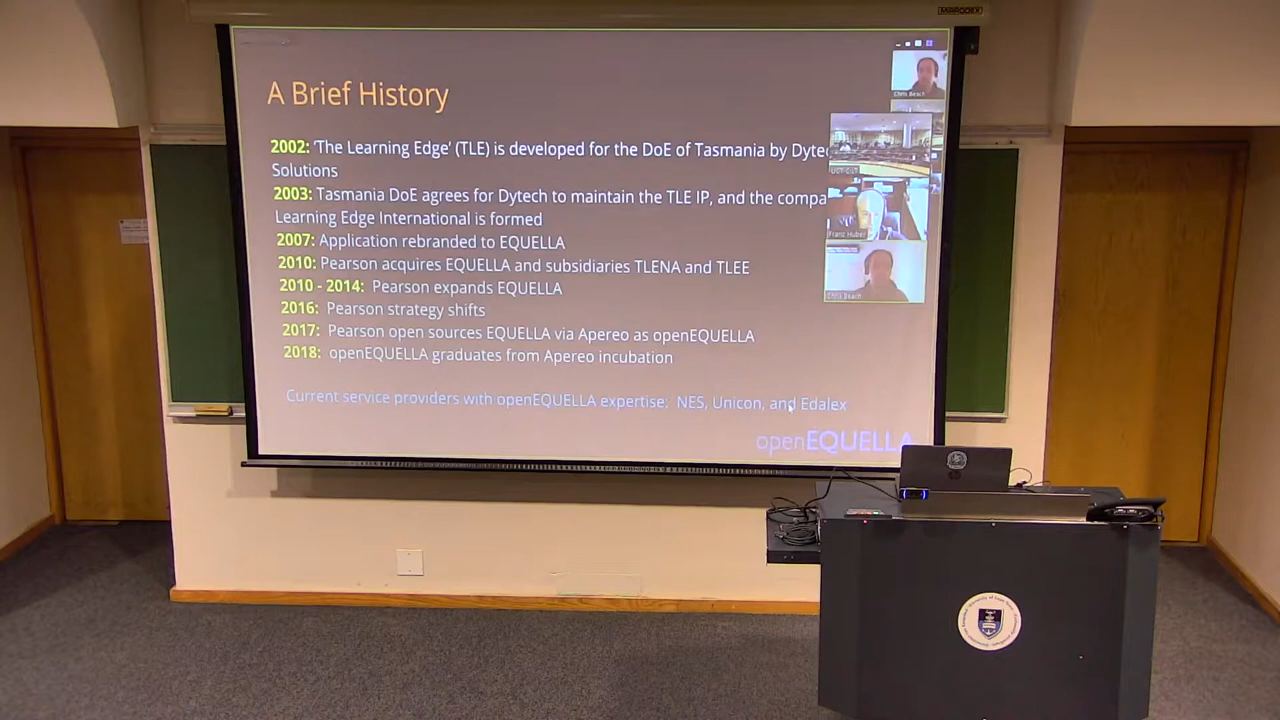 A Brief History
2002: 'The Learning Edge' (TLE) is developed for the DoE of Tasmania by Dytec
Solutions
2003: Tasmania DoE agrees for Dytech to maintain the TLE IP, and the compa
Learning Edge International is formed
2007: Application rebranded to EQUELLA
2010: Pearson acquires EQUELLA and subsidiaries TLENA and TLEE
2010 - 2014: Pearson expands EQUELLA
2016: Pearson strategy shifts
2017: Pearson open sources EQUELLA via Apereo as openEQUELLA
2018: openEQUELLA graduates from Apereo incubation
Current service providers with openEQUELLA expertise: NES, Unicon, and Edalex
openEQUELLA
Chris Beach
Franz Huber
Chris Beach